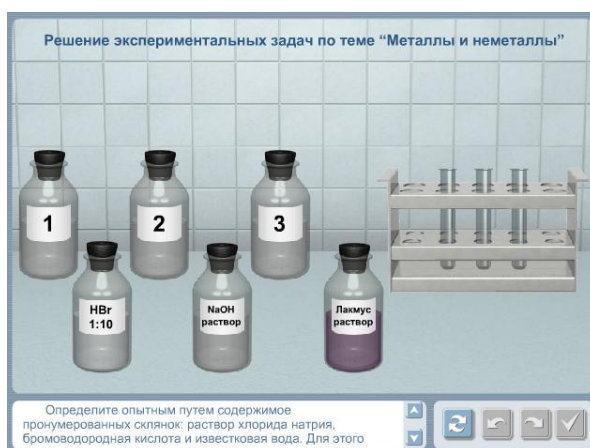 Решение экспериментальных задач по теме “Металлы и неметаллы”
1
2
3
HBr
1:10
NaOH
раствор
Лакмус
раствор
Определите опытным путем содержимое
пронумерованных склянок: раствор хлорида натрия,
бромоводородная кислота и известковая вода. Для этого